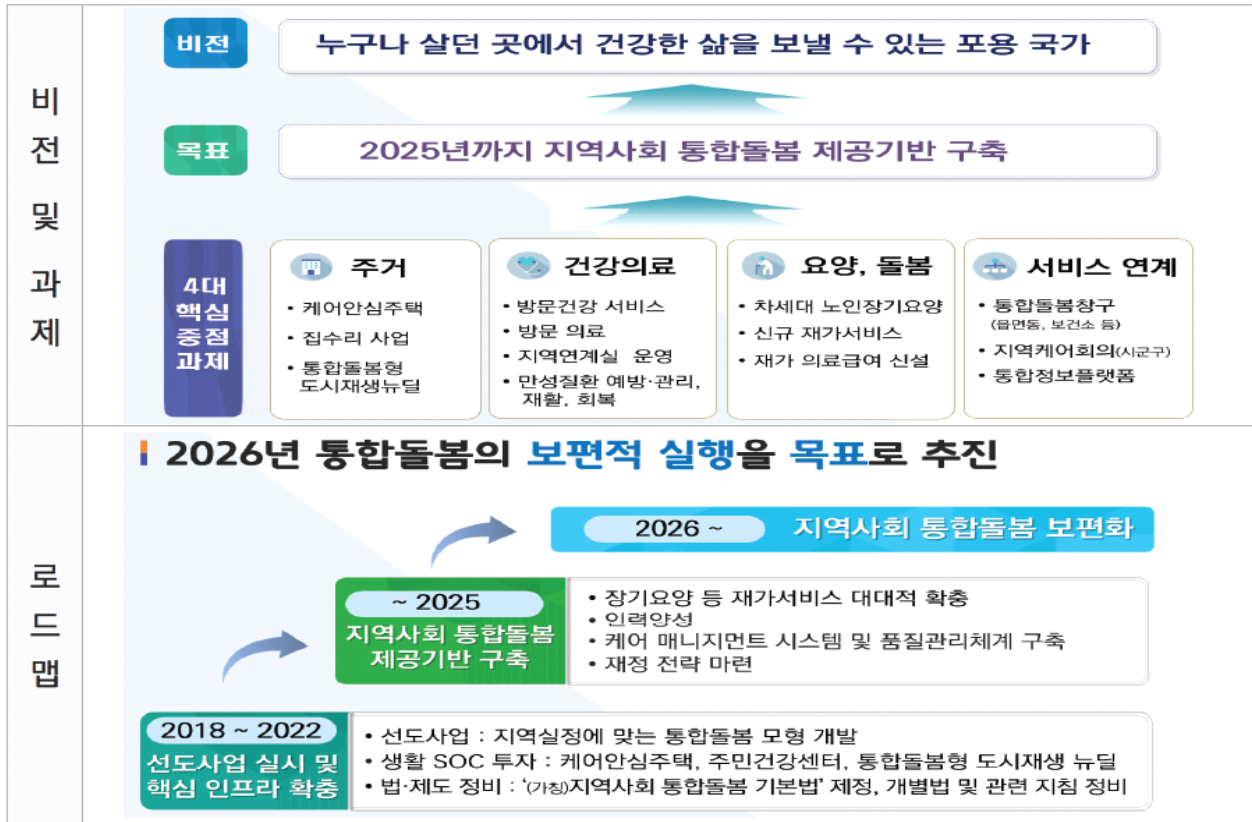 비전 및 과제
비전
누구나 살던 곳에서 건강한 삶을 보낼 수 있는 포용 국가
목표
2025년까지 지역사회 통합돌봄 제공기반 구축
4대
핵심
중점
과제
주거
• 케어안심주택
• 집수리 사업
• 통합돌봄형
도시재생뉴딜
건강의료
• 방문건강 서비스
• 방문 의료
• 지역연계실 운영
• 만성질환 예방·관리,
재활, 회복
요양, 돌봄
• 차세대 노인장기요양
• 신규 재가서비스
• 재가 의료급여 신설
서비스 연계
• 통합돌봄창구
(읍면동, 보건소 등)
• 지역케어회의(시군구)
• 통합정보플랫폼
로드맵
2026년 통합돌봄의 보편적 실행을 목표로 추진
2026 ~ 지역사회 통합돌봄 보편화
~ 2025
지역사회 통합돌봄
제공기반 구축
• 장기요양 등 재가서비스 대대적 확충
• 인력양성
• 케어 매니지먼트 시스템 및 품질관리체계 구축
• 재정 전략 마련
2018 ~ 2022
선도사업 실시 및
핵심 인프라 확충
• 선도사업 : 지역실정에 맞는 통합돌봄 모형 개발
• 생활 SOC 투자 : 케어안심주택, 주민건강센터, 통합돌봄형 도시재생 뉴딜
• 법·제도 정비 : ‘(가칭)지역사회 통합돌봄 기본법’ 제정, 개별법 및 관련 지침 정비